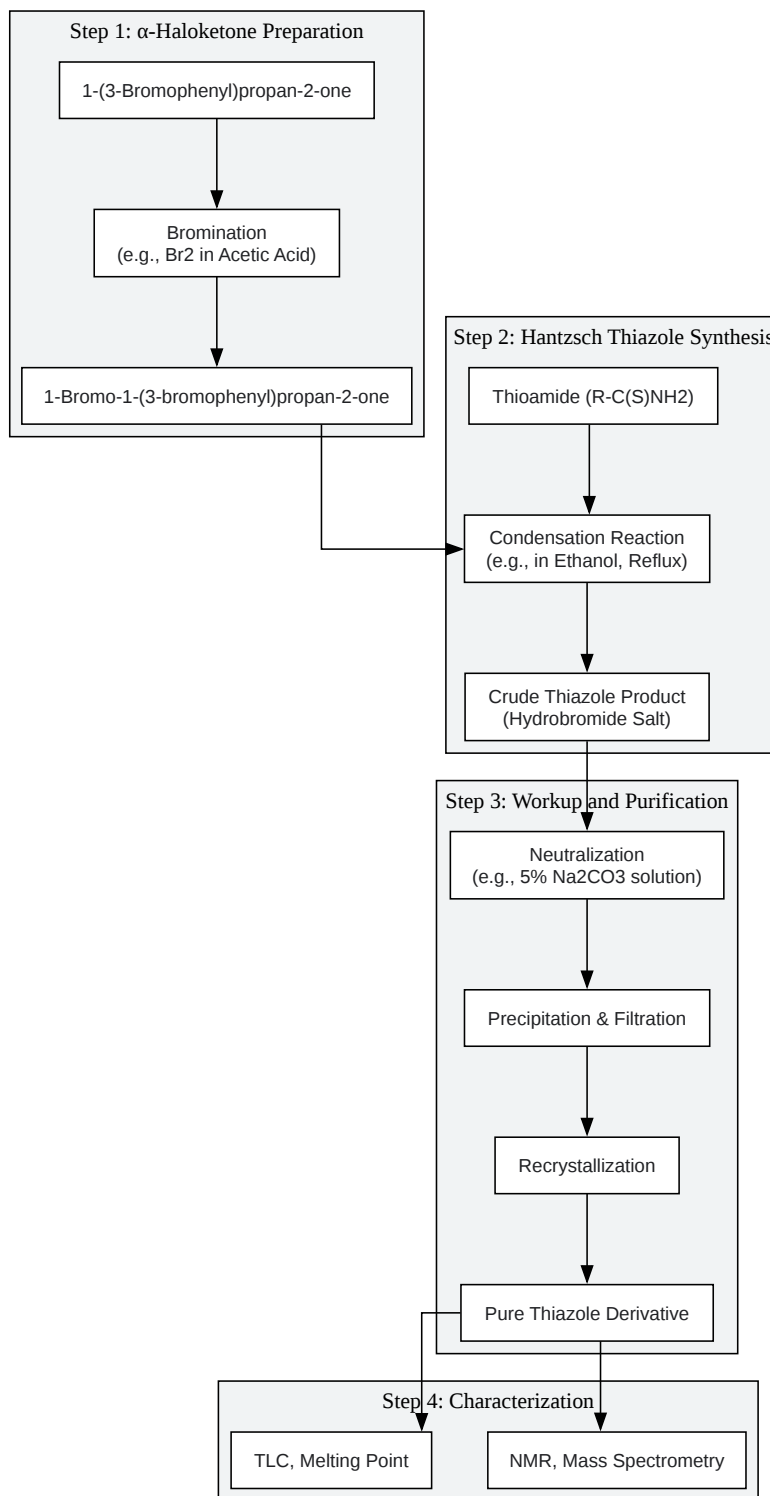 Step 1: α-Haloketone Preparation
1-(3-Bromophenyl)propan-2-one
Bromination
(e.g., Br2 in Acetic Acid)
1-Bromo-1-(3-bromophenyl)propan-2-one
Step 2: Hantzsch Thiazole Synthesis
Thioamide (R-C(S)NH2)
Condensation Reaction
(e.g., in Ethanol, Reflux)
Crude Thiazole Product
(Hydrobromide Salt)
Step 3: Workup and Purification
Neutralization
(e.g., 5% Na2CO3 solution)
Precipitation & Filtration
Recrystallization
Pure Thiazole Derivative
Step 4: Characterization
TLC, Melting Point
NMR, Mass Spectrometry